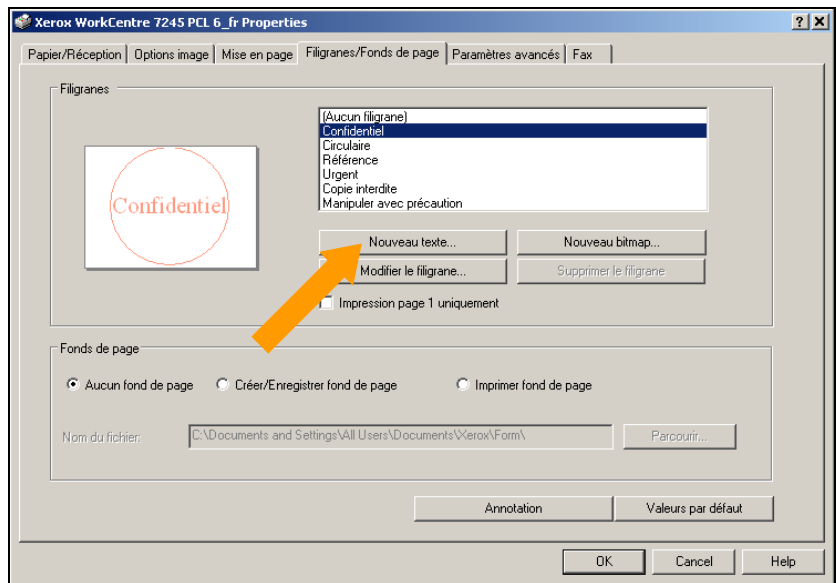 Xerox WorkCentre 7245 PCL 6_fr Properties
Papier/Réception Options image Mise en page Filigranes/Fonds de page Paramètres avancés Fax
Filigranes
Confidentiel
(Aucun filigrane)
Confidentiel
Circulaire
Référence
Urgent
Copie interdite
Manipuler avec précaution
Nouveau texte... Nouveau bitmap...
Modifier le filigrane... Supprimer le filigrane
Impression page 1 uniquement
Fonds de page
Aucun fond de page Créer/Enregistrer fond de page Imprimer fond de page
Nom du fichier: C:\Documents and Settings\All Users\Documents\Xerox\Form\ Parcourir...
Annotation Valeurs par défaut
OK Cancel Help